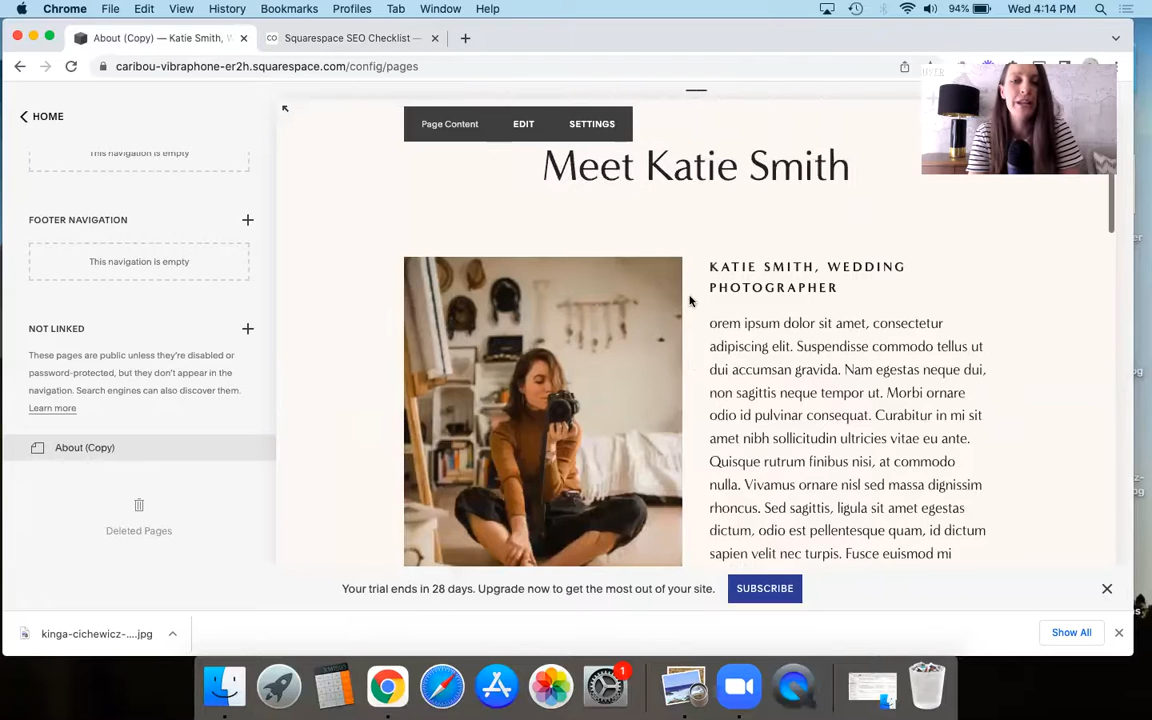 Chrome File Edit View History Bookmarks Profiles Tab Window Help 94% Wed 4:14 PM
About (Copy) — Katie Smith, W
Squarespace SEO Checklist —
caribou-vibraphone-er2h.squarespace.com/config/pages
HOME
Page Content EDIT SETTINGS
This navigation is empty
Meet Katie Smith
FOOTER NAVIGATION
This navigation is empty
NOT LINKED
These pages are public unless they're disabled or
password-protected, but they don't appear in the
navigation. Search engines can also discover them.
Learn more
About (Copy)
Deleted Pages
KATIE SMITH, WEDDING
PHOTOGRAPHER
orem ipsum dolor sit amet, consectetur
adipiscing elit. Suspendisse commodo tellus ut
dui accumsan gravida. Nam egestas neque dui,
non sagittis neque tempor ut. Morbi ornare
odio id pulvinar consequat. Curabitur in mi sit
amet nibh sollicitudin ultricies vitae eu ante.
Quisque rutrum finibus nisi, at commodo
nulla. Vivamus ornare nisl sed massa dignissim
rhoncus. Sed sagittis, ligula sit amet egestas
dictum, odio est pellentesque quam, id dictum
sapien velit nec turpis. Fusce euismod mi
Your trial ends in 28 days. Upgrade now to get the most out of your site. SUBSCRIBE
kinga-cichewicz-....jpg
Show All
1